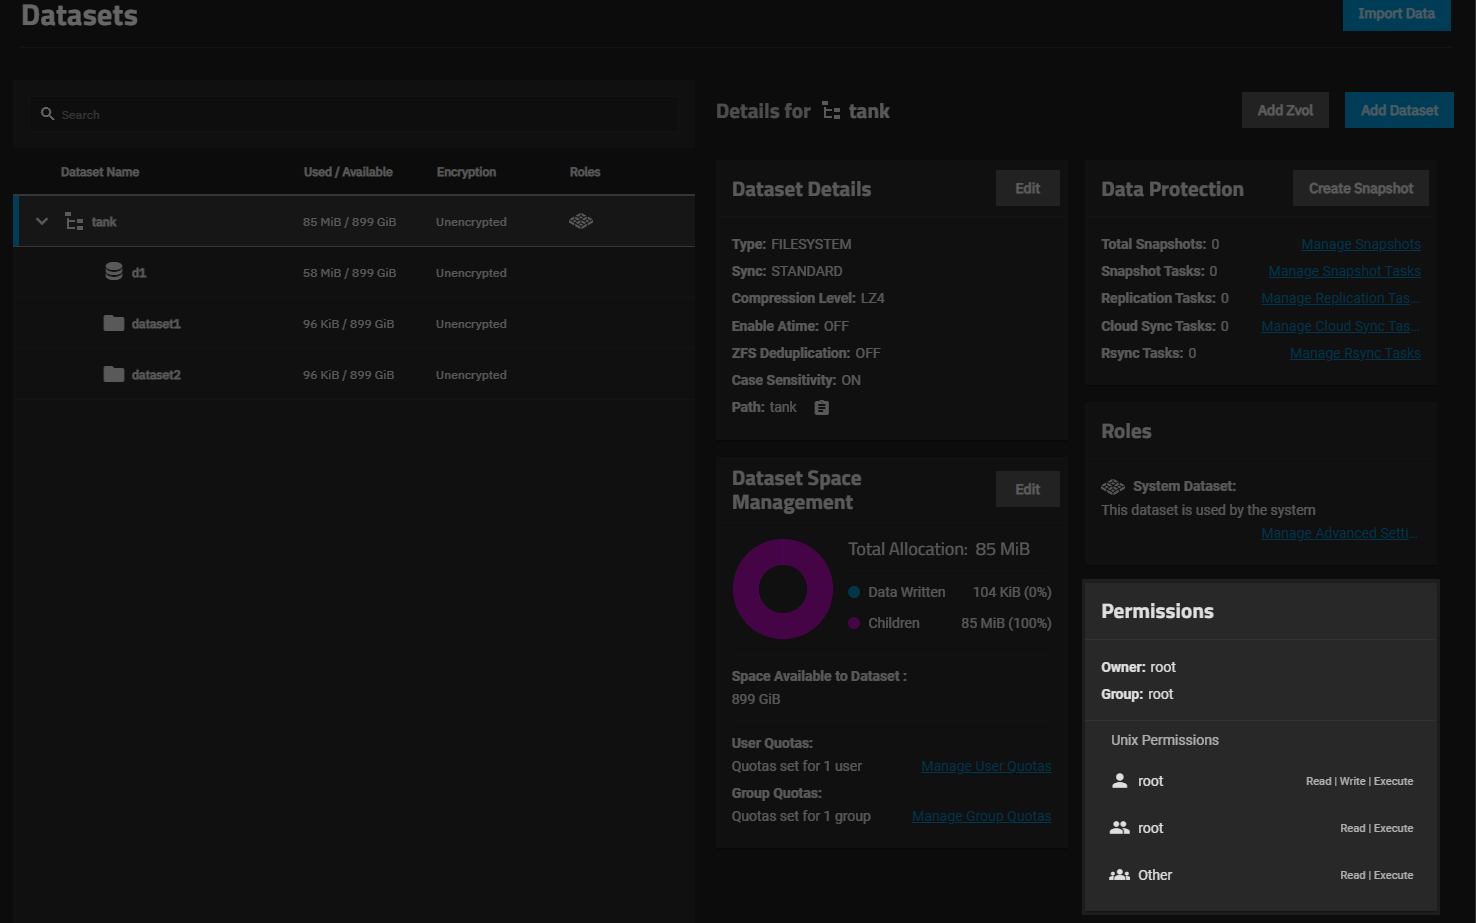 Datasets
Import Data
Search
Dataset Name Used / Available Encryption Roles
tank 85 MiB / 899 GiB Unencrypted
d1 58 MiB / 899 GiB Unencrypted
dataset1 96 KiB / 899 GiB Unencrypted
dataset2 96 KiB / 899 GiB Unencrypted
Details for tank
Add Zvol
Add Dataset
Dataset Details
Edit
Type: FILESYSTEM
Sync: STANDARD
Compression Level: LZ4
Enable Atime: OFF
ZFS Deduplication: OFF
Case Sensitivity: ON
Path: tank
Dataset Space
Management
Edit
Total Allocation: 85 MiB
Data Written 104 KiB (0%)
Children 85 MiB (100%)
Space Available to Dataset :
899 GiB
User Quotas:
Quotas set for 1 user Manage User Quotas
Group Quotas:
Quotas set for 1 group Manage Group Quotas
Data Protection
Create Snapshot
Total Snapshots: 0 Manage Snapshots
Snapshot Tasks: 0 Manage Snapshot Tasks
Replication Tasks: 0 Manage Replication Tas...
Cloud Sync Tasks: 0 Manage Cloud Sync Tas...
Rsync Tasks: 0 Manage Rsync Tasks
Roles
System Dataset:
This dataset is used by the system
Manage Advanced Setti...
Permissions
Owner: root
Group: root
Unix Permissions
root Read | Write | Execute
root Read | Execute
Other Read | Execute